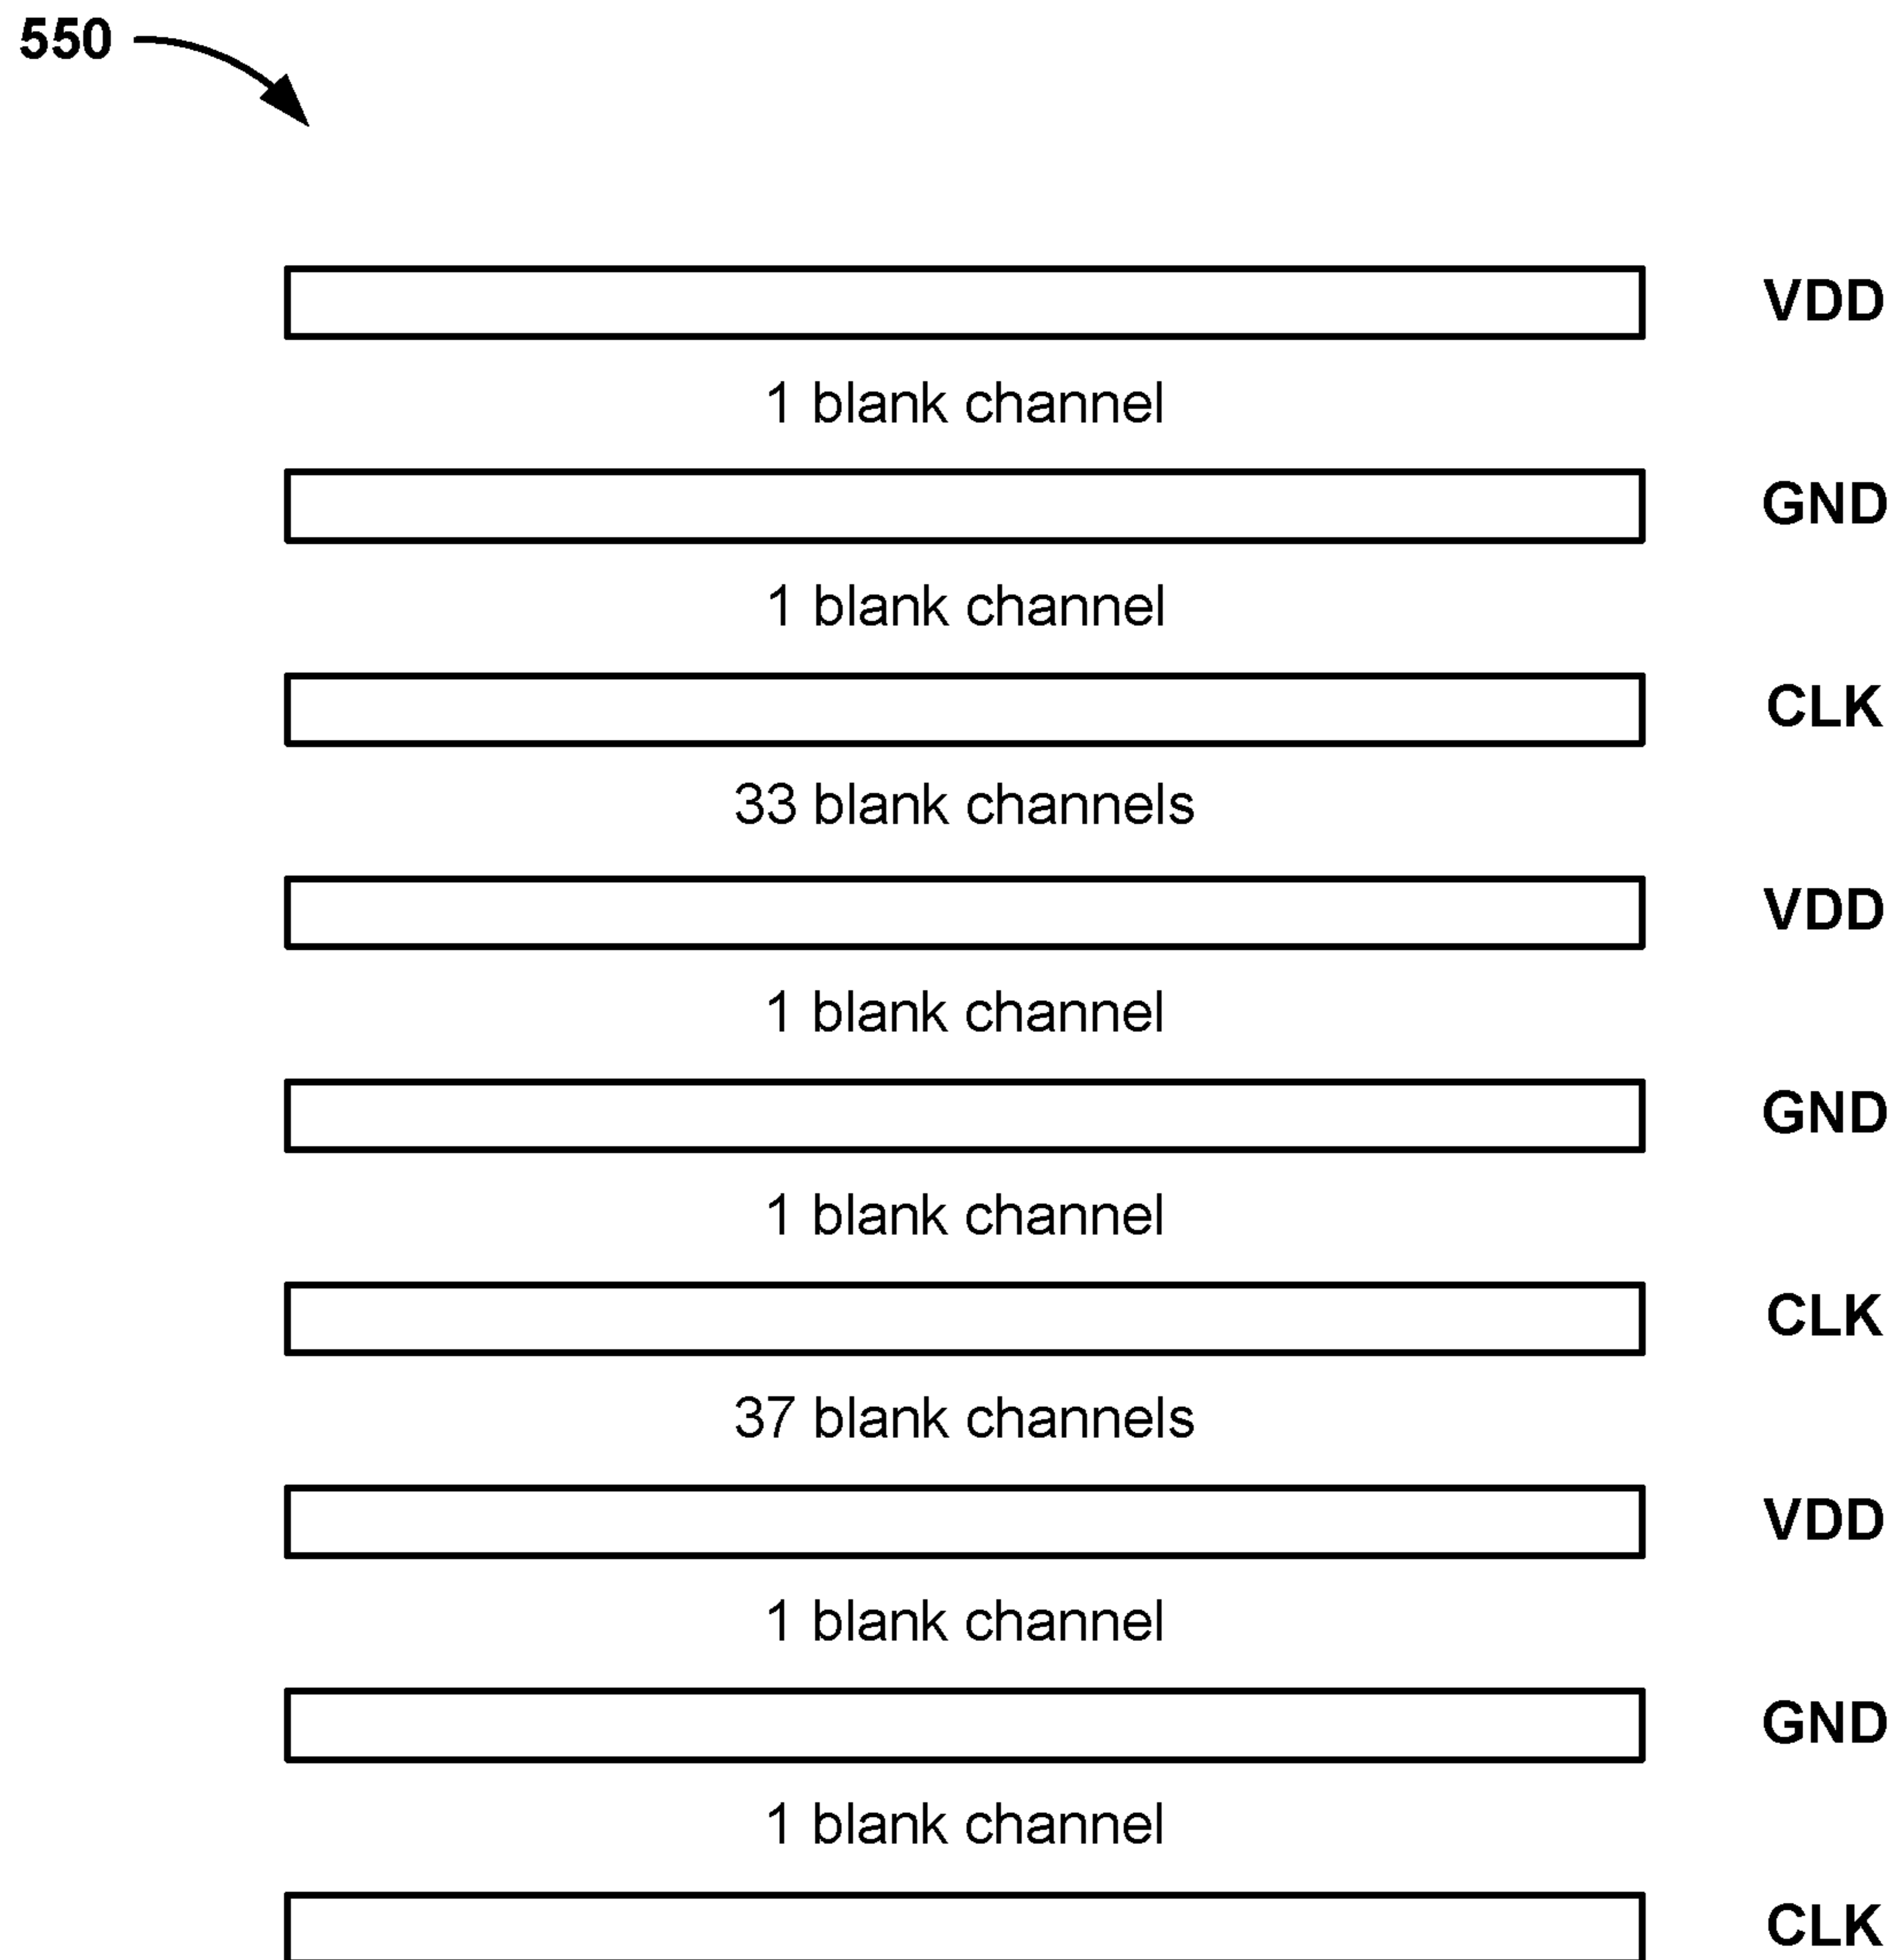 550
VDD
1 blank channel
GND
1 blank channel
CLK
33 blank channels
VDD
1 blank channel
GND
1 blank channel
CLK
37 blank channels
VDD
1 blank channel
GND
1 blank channel
CLK